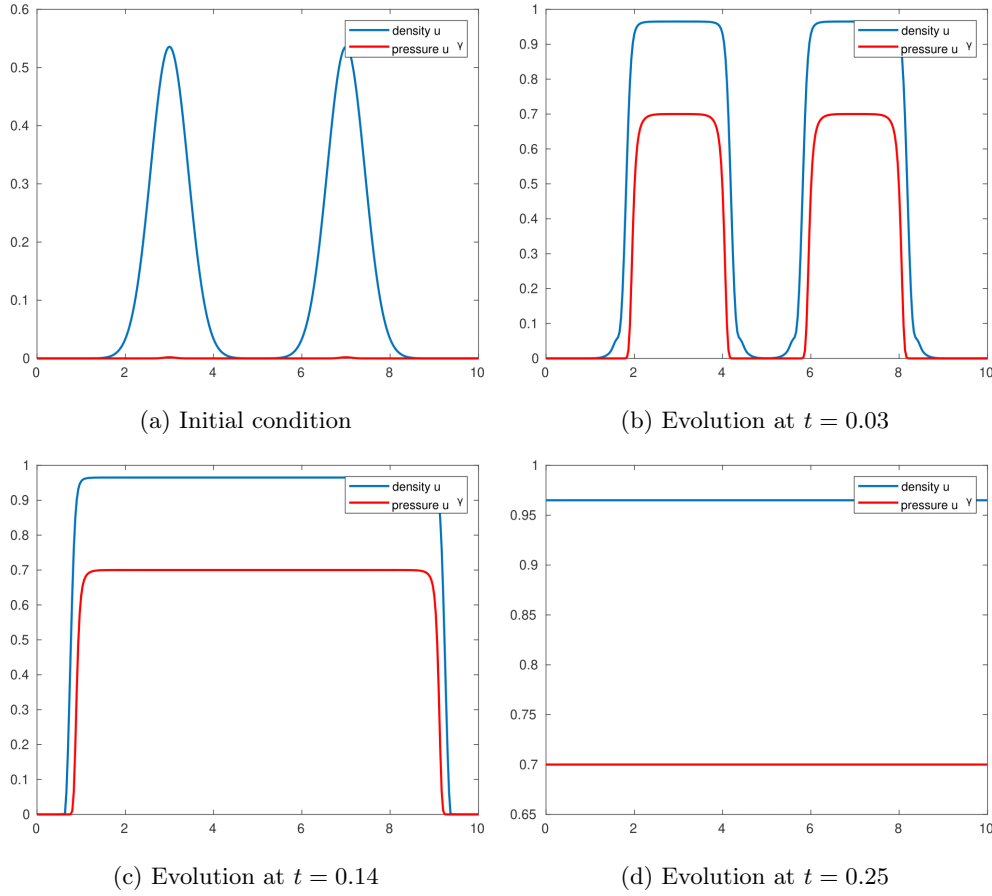 0.6
0.5
0.4
0.3
0.2
0.1
0
0 2 4 6 8 10
density u
pressure u γ
(a) Initial condition
1
0.9
0.8
0.7
0.6
0.5
0.4
0.3
0.2
0.1
0
0 2 4 6 8 10
density u
pressure u γ
(b) Evolution at t = 0.03
1
0.9
0.8
0.7
0.6
0.5
0.4
0.3
0.2
0.1
0
0 2 4 6 8 10
density u
pressure u γ
(c) Evolution at t = 0.14
1
0.95
0.9
0.85
0.8
0.75
0.7
0.65
0 2 4 6 8 10
density u
pressure u γ
(d) Evolution at t = 0.25